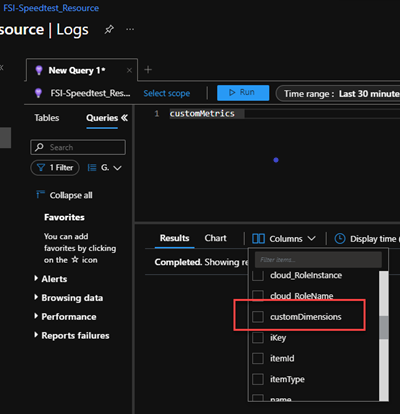 FSI-Speedtest_Resource
source | Logs
New Query 1*
FSI-Speedtest_Res...
Select scope
Run
Time range : Last 30 minute
Tables
Queries
1 customMetrics
Search
1 Filter
G.
Collapse all
Favorites
You can add
favorites by clicking
on the ☆ icon
Alerts
Browsing data
Performance
Reports failures
Results
Chart
Columns
Display time (
Completed. Showing re
Filter items...
cloud_RoleInstance
cloud_RoleName
customDimensions
iKey
itemId
itemType
name